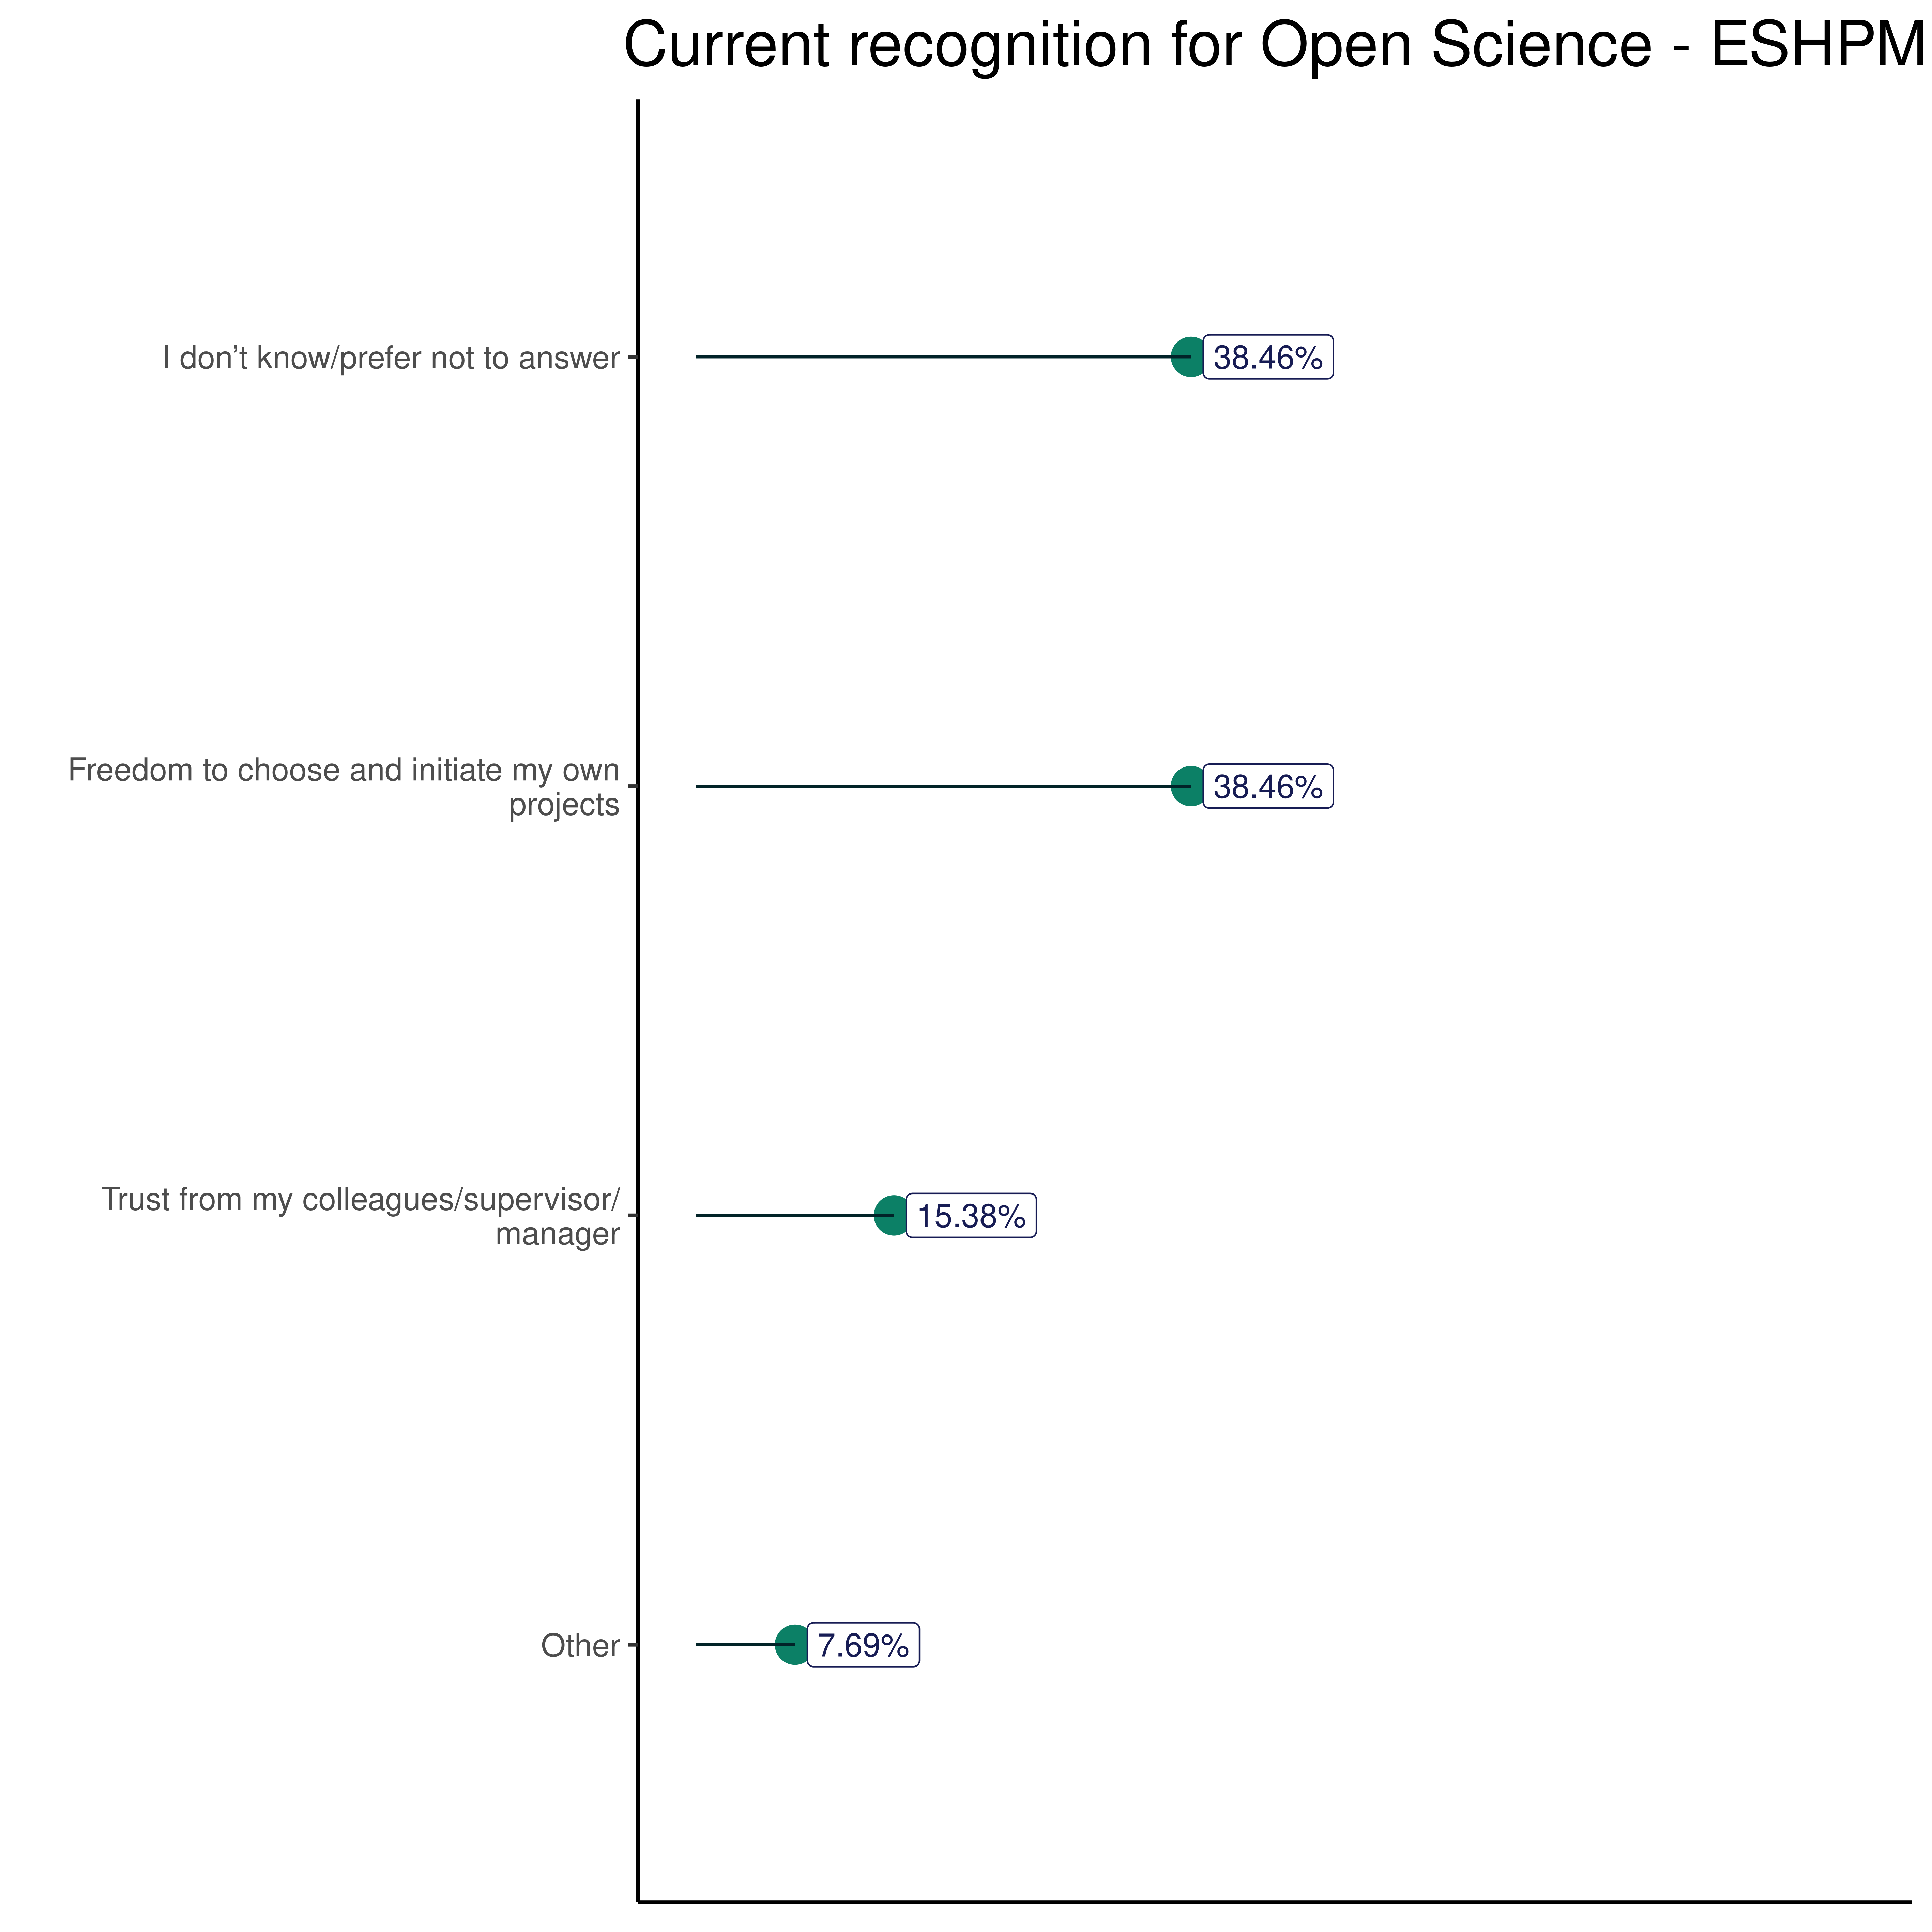 Current recognition for Open Science - ESHPM
I don’t know/prefer not to answer
38.46%
Freedom to choose and initiate my own
projects
38.46%
Trust from my colleagues/supervisor/
manager
15.38%
Other
7.69%